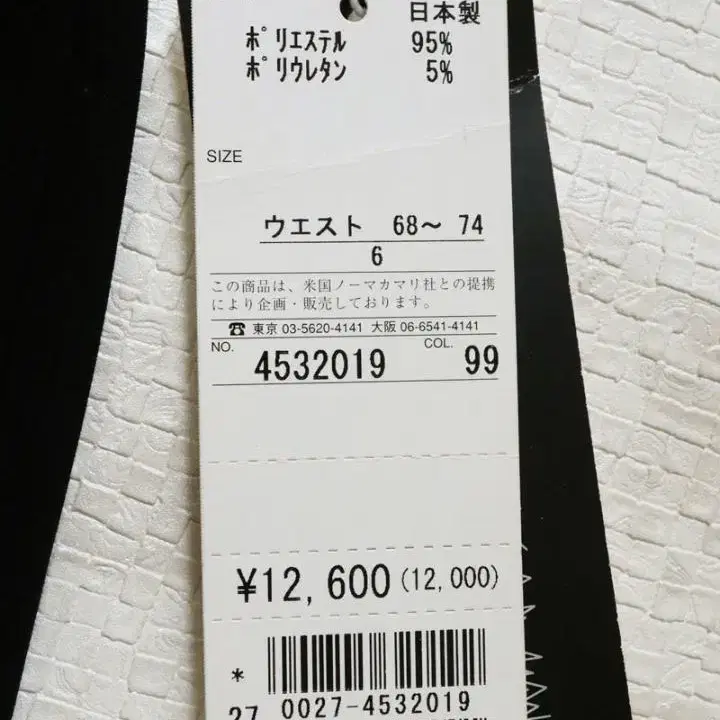 日本製
ポリエステル 95%
ポリウレタン 5%
SIZE
ウエスト 68〜 74
6
この商品は、米国ノーマカマリ社との提携
により企画・販売しております。
☎ 東京 03-5620-4141 大阪 06-6541-4141
NO. 4532019 COL. 99
¥12,600(12,000)
*
27 0027-4532019